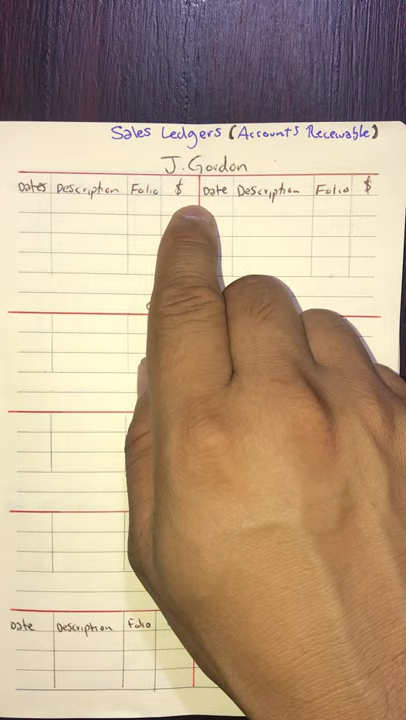 Sales Ledgers (Accounts Receivable)
J. Gordon
Dates Description Folio $ Date Description Folio $
Date Description Folio